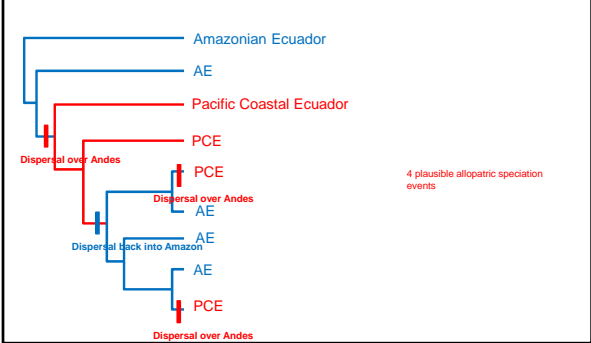 Amazonian Ecuador
AE
Pacific Coastal Ecuador
PCE
Dispersal over Andes
PCE
4 plausible allopatric speciation
events
Dispersal over Andes
AE
AE
Dispersal back into Amazon
AE
PCE
Dispersal over Andes